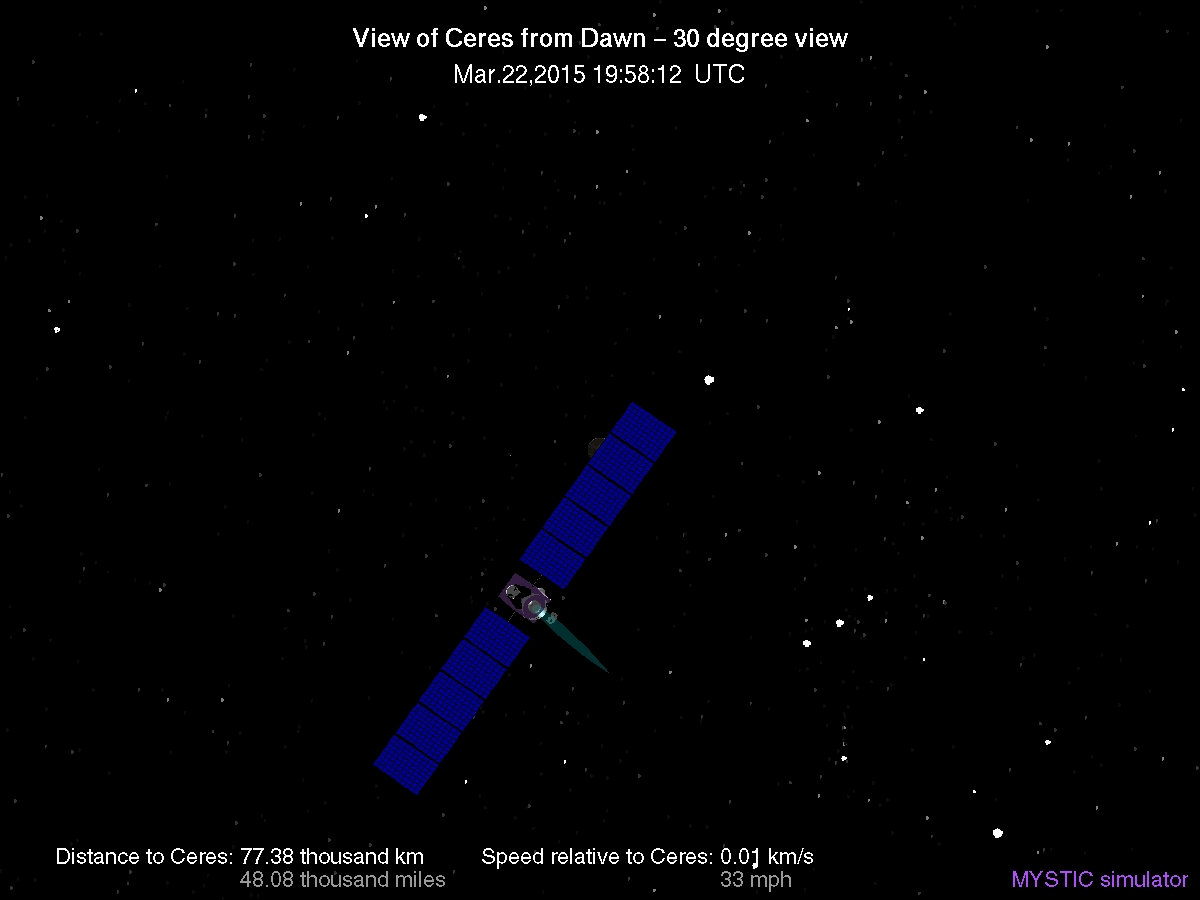 View of Ceres from Dawn – 30 degree view
Mar.22,2015 19:58:12 UTC
Distance to Ceres: 77.38 thousand km
48.08 thousand miles
Speed relative to Ceres: 0.01 km/s
33 mph
MYSTIC simulator